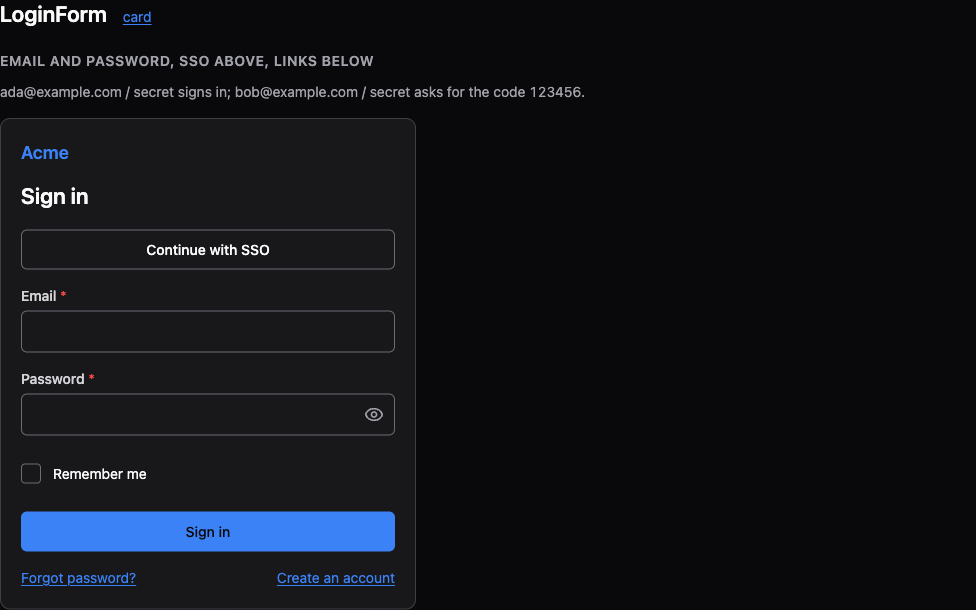 LoginForm card
EMAIL AND PASSWORD, SSO ABOVE, LINKS BELOW
ada@example.com / secret signs in; bob@example.com / secret asks for the code 123456.
Acme
Sign in
Continue with SSO
Email *
Password *
Remember me
Sign in
Forgot password? Create an account